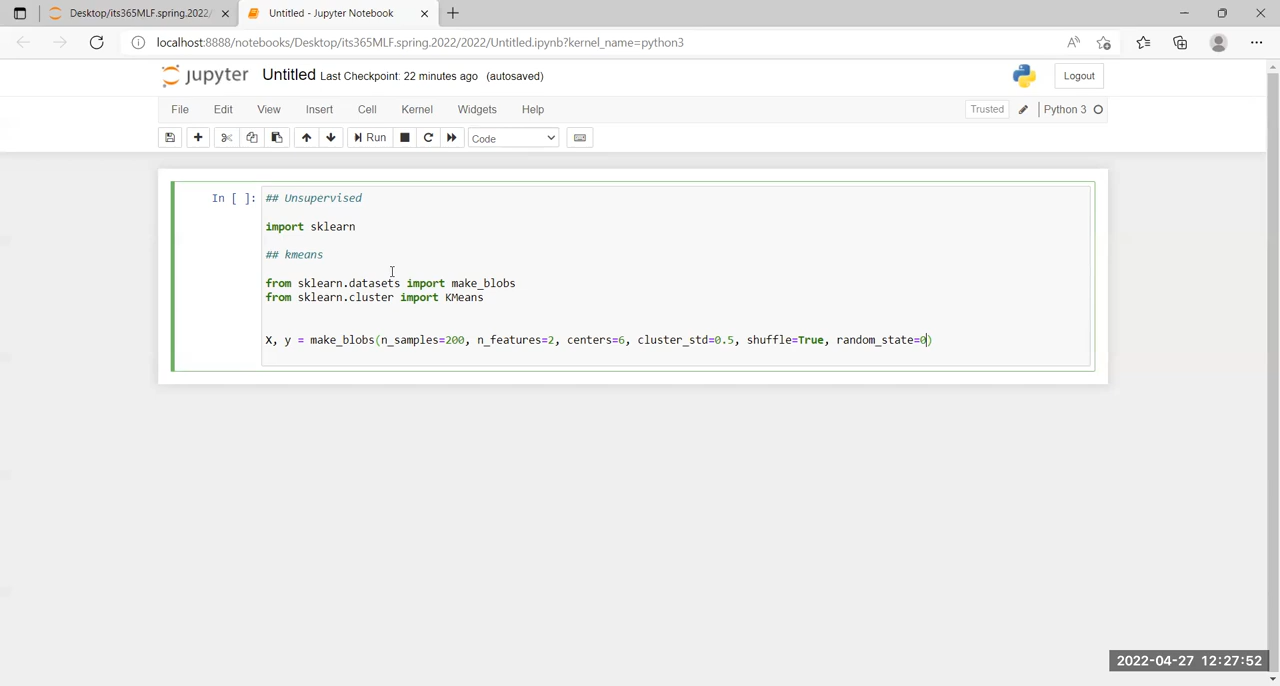 Desktop/its365MLF.spring.2022/
Untitled - Jupyter Notebook
localhost:8888/notebooks/Desktop/its365MLF.spring.2022/2022/Untitled.ipynb?kernel_name=python3
jupyter Untitled Last Checkpoint: 22 minutes ago (autosaved)
Logout
File Edit View Insert Cell Kernel Widgets Help
Trusted Python 3
Run Code
In [ ]: ## Unsupervised
import sklearn
## kmeans
from sklearn.datasets import make_blobs
from sklearn.cluster import KMeans
X, y = make_blobs(n_samples=200, n_features=2, centers=6, cluster_std=0.5, shuffle=True, random_state=0)
2022-04-27 12:27:52